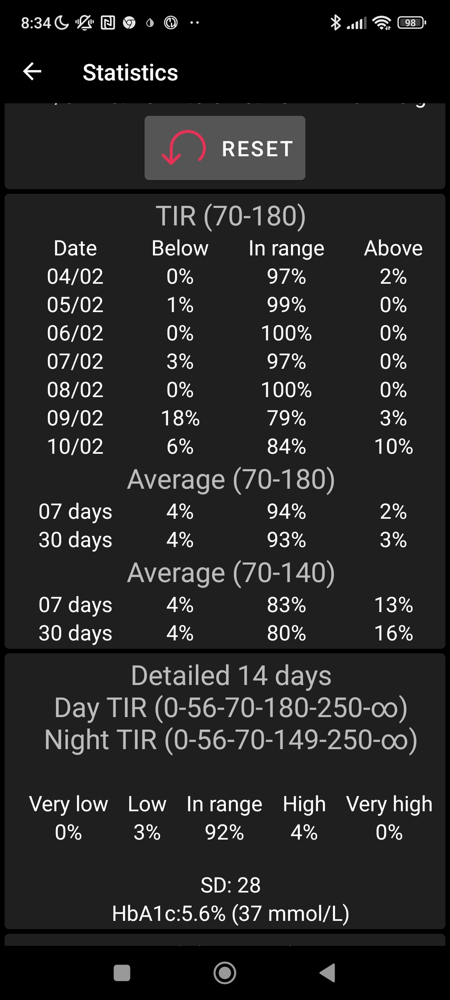 8:34 98
Statistics
RESET
TIR (70-180)
Date Below In range Above
04/02 0% 97% 2%
05/02 1% 99% 0%
06/02 0% 100% 0%
07/02 3% 97% 0%
08/02 0% 100% 0%
09/02 18% 79% 3%
10/02 6% 84% 10%
Average (70-180)
07 days 4% 94% 2%
30 days 4% 93% 3%
Average (70-140)
07 days 4% 83% 13%
30 days 4% 80% 16%
Detailed 14 days
Day TIR (0-56-70-180-250-∞)
Night TIR (0-56-70-149-250-∞)
Very low Low In range High Very high
0% 3% 92% 4% 0%
SD: 28
HbA1c:5.6% (37 mmol/L)